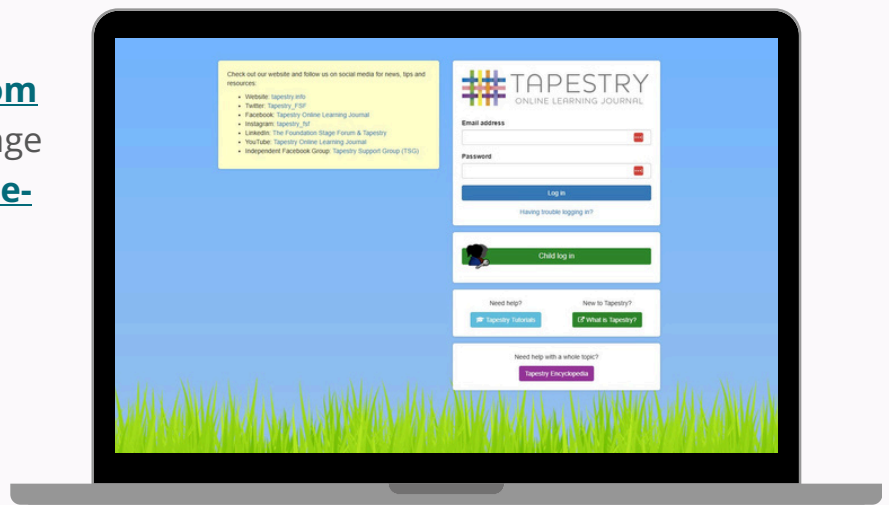 om
age
e-
Check out our website and follow us on social media for news, tips and
resources:
Website: tapestry.info
Twitter: Tapestry_FSF
Facebook: Tapestry Online Learning Journal
Instagram: tapestry_fsf
LinkedIn: The Foundation Stage Forum & Tapestry
YouTube: Tapestry Online Learning Journal
Independent Facebook Group: Tapestry Support Group (TSG)
TAPESTRY
ONLINE LEARNING JOURNAL
Email address
Password
Log in
Having trouble logging in?
Child log in
Need help?
New to Tapestry?
Tapestry Tutorials
What is Tapestry?
Need help with a whole topic?
Tapestry Encyclopedia